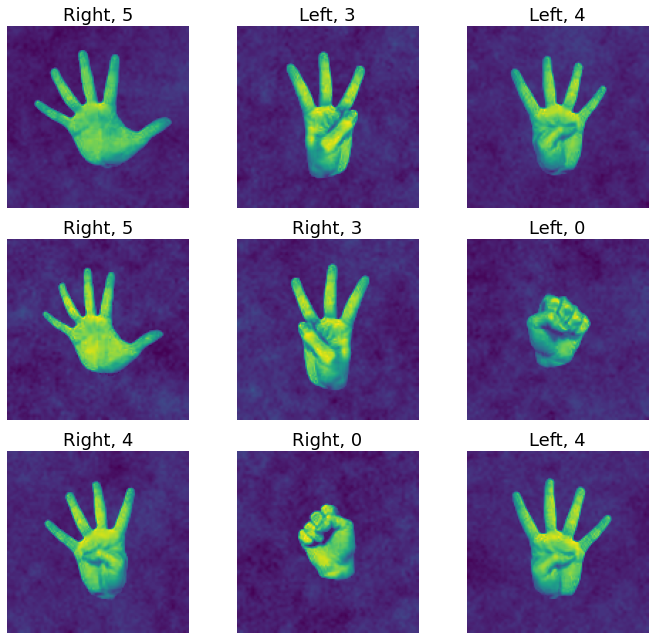 Right, 5
Left, 3
Left, 4
Right, 5
Right, 3
Left, 0
Right, 4
Right, 0
Left, 4